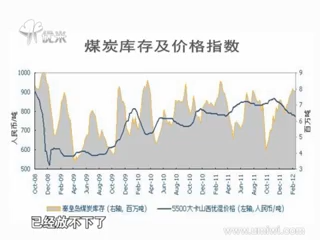 优米
煤炭库存及价格指数
人民币/吨
百万吨
1000
900
800
700
600
500
9
8
7
6
5
4
3
Oct-08
Dec-08
Feb-09
Apr-09
Jun-09
Aug-09
Oct-09
Dec-09
Feb-10
Apr-10
Jun-10
Aug-10
Oct-10
Dec-10
Feb-11
Apr-11
Jun-11
Aug-11
Oct-11
Dec-11
Feb-12
秦皇岛煤炭库存 (右轴, 百万吨)
5500大卡山西优混价格 (左轴, 人民币/吨)
已经放不下了